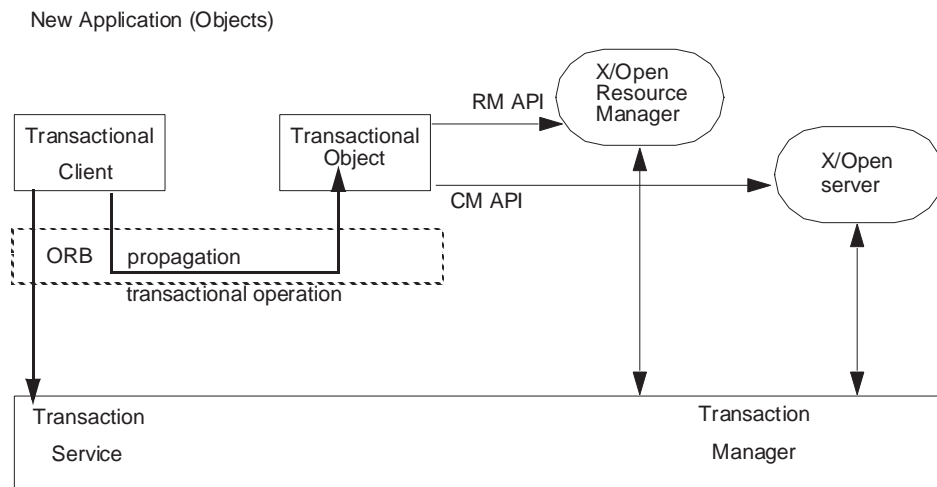 New Application (Objects)
X/Open
Resource
Manager
RM API
Transactional
Client
Transactional
Object
X/Open
server
CM API
ORB propagation
transactional operation
Transaction
Service
Transaction
Manager